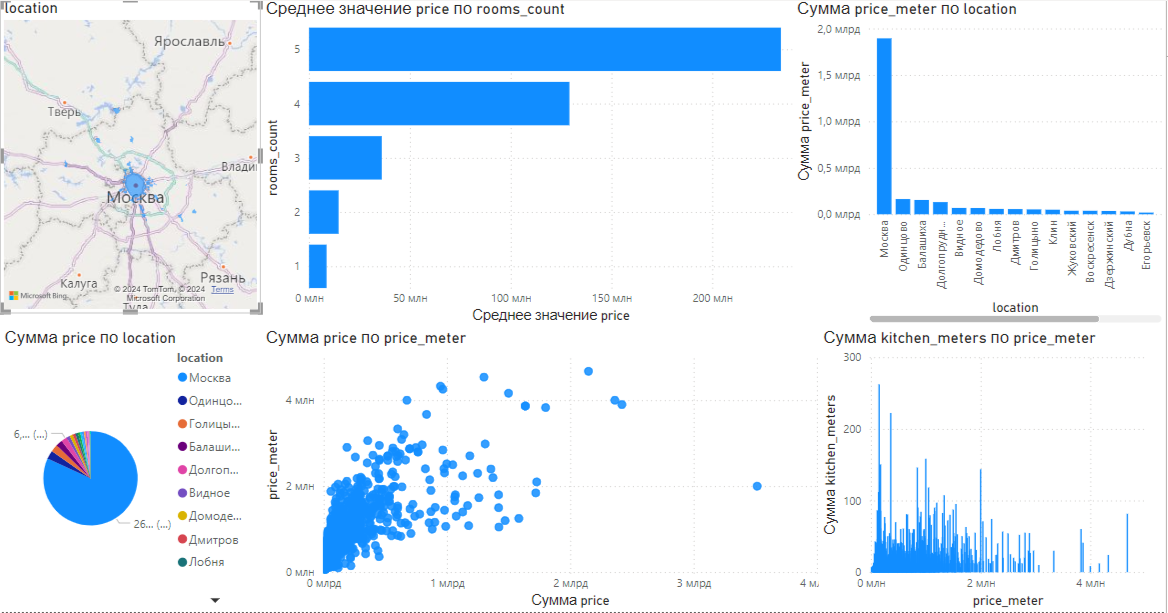 location
Ярославль
Тверь
Влади
Москва
Калуга
Рязань
Тула
© 2024 TomTom, © 2024 Microsoft Corporation Terms
Microsoft Bing
Среднее значение price по rooms_count
rooms_count
5
4
3
2
1
0 млн 50 млн 100 млн 150 млн 200 млн
Среднее значение price
Сумма price_meter по location
Сумма price_meter
2,0 млрд
1,5 млрд
1,0 млрд
0,5 млрд
0,0 млрд
Москва
Одинцово
Балашиха
Долгопрудн...
Видное
Домодедово
Лобня
Дмитров
Голицыно
Клин
Жуковский
Воскресенск
Дзержинский
Дубна
Егорьевск
location
Сумма price по location
location
Москва
Одинцо...
Голицы...
Балаши...
Долгоп...
Видное
Домоде...
Дмитров
Лобня
6,... (...)
26... (...)
Сумма price по price_meter
price_meter
4 млн
2 млн
0 млн
0 млрд 1 млрд 2 млрд 3 млрд 4 м...
Сумма price
Сумма kitchen_meters по price_meter
Сумма kitchen_meters
300
200
100
0
0 млн 2 млн 4 млн
price_meter